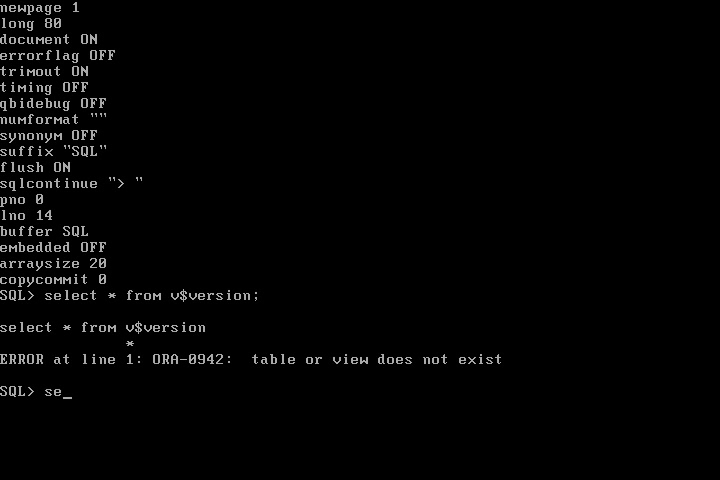 newpage 1
long 80
document ON
errorflag OFF
trimout ON
timing OFF
qbidebug OFF
numformat ""
synonym OFF
suffix "SQL"
flush ON
sqlcontinue "> "
pno 0
lno 14
buffer SQL
embedded OFF
arraysize 20
copycommit 0
SQL> select * from v$version;
select * from v$version
*
ERROR at line 1: ORA-0942:  table or view does not exist
SQL> se_